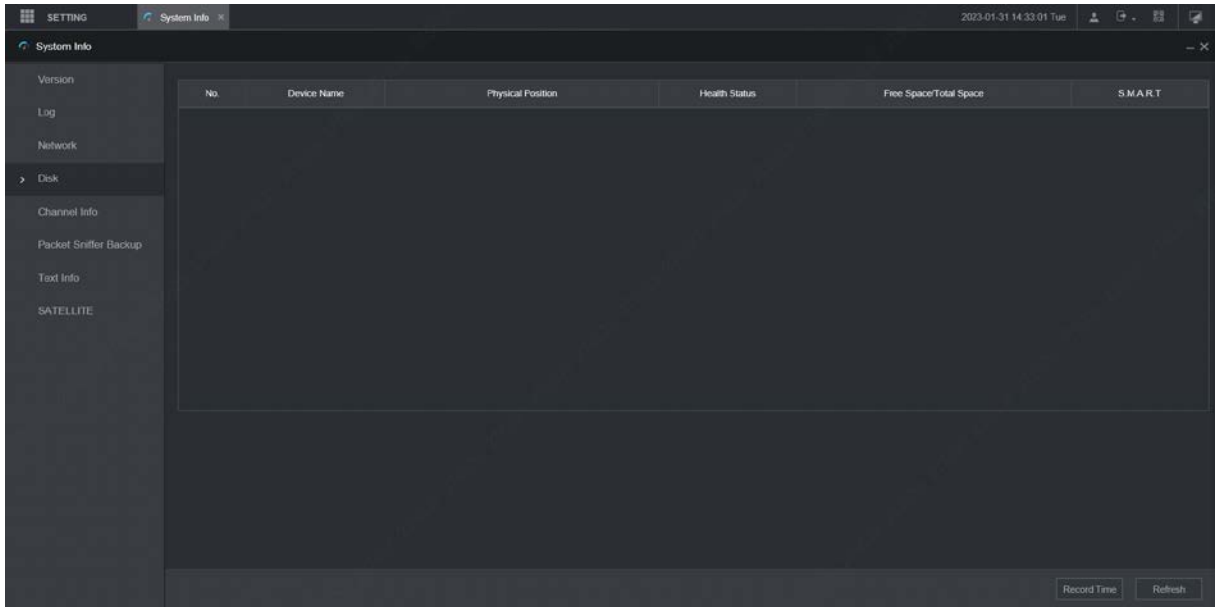 SETTING System Info × 2023-01-31 14:33:01 Tue
System Info
Version
No. Device Name Physical Position Health Status Free Space/Total Space S.M.A.R.T
Log
Network
Disk
Channel Info
Packet Sniffer Backup
Text Info
SATELLITE
Record Time Refresh